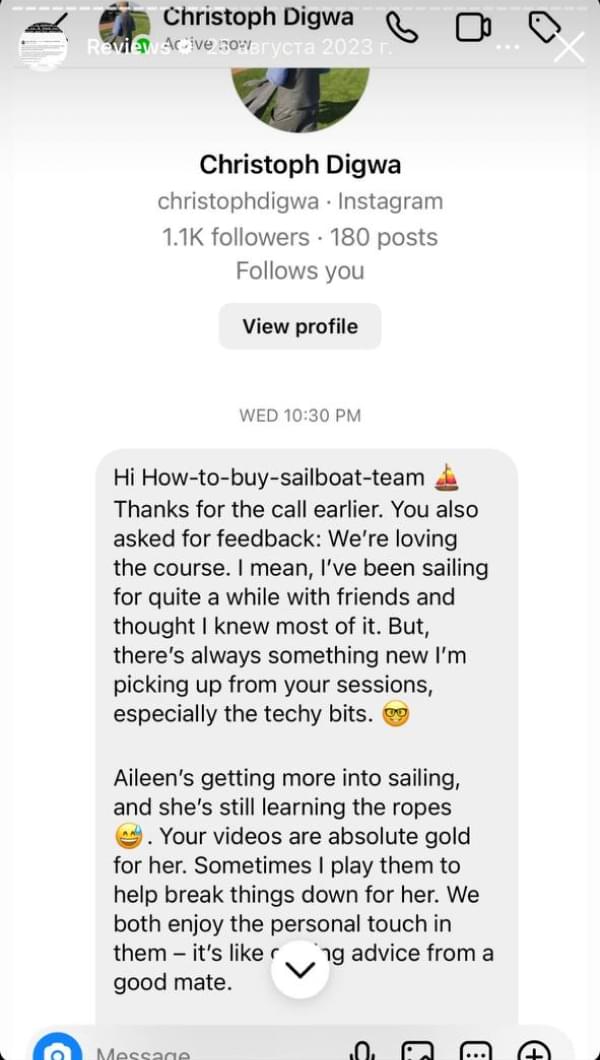 Christoph Digwa
Reviews
Active now
августа 2023 г.
Christoph Digwa
christophdigwa · Instagram
1.1K followers · 180 posts
Follows you
View profile
WED 10:30 PM
Hi How-to-buy-sailboat-team ⛵
Thanks for the call earlier. You also
asked for feedback: We’re loving
the course. I mean, I’ve been sailing
for quite a while with friends and
thought I knew most of it. But,
there’s always something new I’m
picking up from your sessions,
especially the techy bits. 🤓
Aileen’s getting more into sailing,
and she’s still learning the ropes
😅. Your videos are absolute gold
for her. Sometimes I play them to
help break things down for her. We
both enjoy the personal touch in
them – it’s like advice from a
good mate.
Message